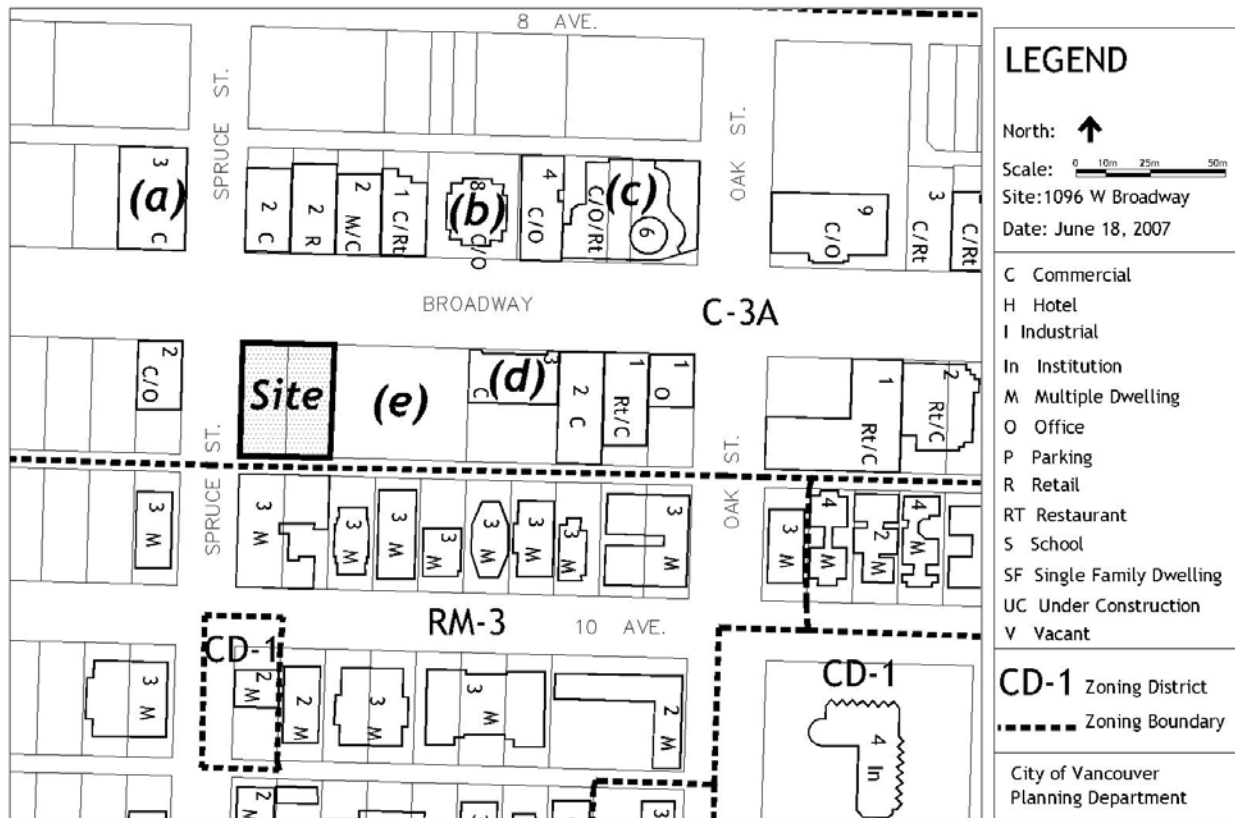 8 AVE.
SPRUCE ST.
OAK ST.
3 (a) C
2 C
2 R
2 M/C
1 C/Rt
8 (b) C/O
4 C/O
C/O/Rt (c) 6
9 C/O
3 C/Rt
C/Rt
BROADWAY
C-3A
2 C/O
Site
(e)
3 (d) C
2 C
1 Rt/C
1 O
1 Rt/C
2 Rt/C
SPRUCE ST.
OAK ST.
3 M
3 M
3 M
3 M
3 M
3 M
3 M
3 M
3 M
3 M
4 M
2 M
4 M
RM-3
10 AVE.
CD-1
CD-1
3 M
2 M
2 M
3 M
3 M
2 M
4 In
2 M
3
LEGEND
North:
Scale: 0 10m 25m 50m
Site:1096 W Broadway
Date: June 18, 2007
C Commercial
H Hotel
I Industrial
In Institution
M Multiple Dwelling
O Office
P Parking
R Retail
RT Restaurant
S School
SF Single Family Dwelling
UC Under Construction
V Vacant
CD-1 Zoning District
Zoning Boundary
City of Vancouver
Planning Department